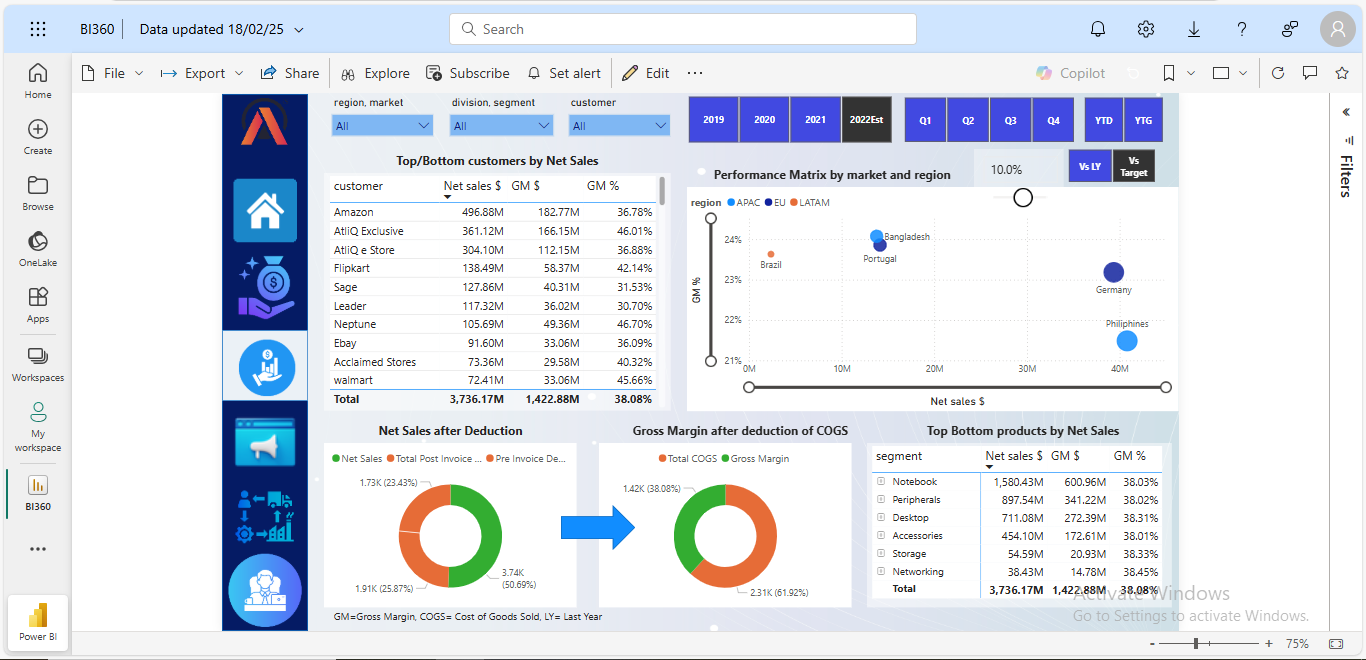 BI360
Data updated 18/02/25
Search
File
Export
Share
Explore
Subscribe
Set alert
Edit
Copilot
Home
Create
Browse
OneLake
Apps
Workspaces
My
workspace
BI360
Power BI
Filters
region, market
division, segment
customer
All
All
All
2019
2020
2021
2022Est
Q1
Q2
Q3
Q4
YTD
YTG
Top/Bottom customers by Net Sales
customer Net sales $ GM $ GM %
Amazon 496.88M 182.77M 36.78%
AtliQ Exclusive 361.12M 166.15M 46.01%
AtliQ e Store 304.10M 112.15M 36.88%
Flipkart 138.49M 58.37M 42.14%
Sage 127.86M 40.31M 31.53%
Leader 117.32M 36.02M 30.70%
Neptune 105.69M 49.36M 46.70%
Ebay 91.60M 33.06M 36.09%
Acclaimed Stores 73.36M 29.58M 40.32%
walmart 72.41M 33.06M 45.66%
Total 3,736.17M 1,422.88M 38.08%
Performance Matrix by market and region
10.0%
Vs LY
Vs
Target
region APAC EU LATAM
GM %
24%
23%
22%
21%
Bangladesh
Portugal
Brazil
Germany
Philiphines
0M 10M 20M 30M 40M
Net sales $
Net Sales after Deduction
Net Sales Total Post Invoice ... Pre Invoice De...
1.73K (23.43%)
1.91K (25.87%)
3.74K
(50.69%)
Gross Margin after deduction of COGS
Total COGS Gross Margin
1.42K (38.08%)
2.31K (61.92%)
Top Bottom products by Net Sales
segment Net sales $ GM $ GM %
Notebook 1,580.43M 600.96M 38.03%
Peripherals 897.54M 341.22M 38.02%
Desktop 711.08M 272.39M 38.31%
Accessories 454.10M 172.61M 38.01%
Storage 54.59M 20.93M 38.33%
Networking 38.43M 14.78M 38.45%
Total 3,736.17M 1,422.88M 38.08%
GM=Gross Margin, COGS= Cost of Goods Sold, LY= Last Year
Activate Windows
Go to Settings to activate Windows.
- + 75%